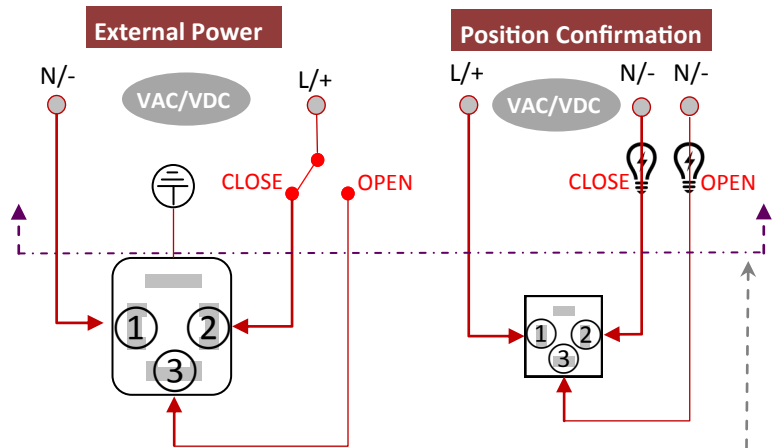 External Power
Position Confirmation
N/-
VAC/VDC
L/+
L/+
VAC/VDC
N/-
N/-
CLOSE
OPEN
CLOSE
OPEN
1
2
3
1
2
3